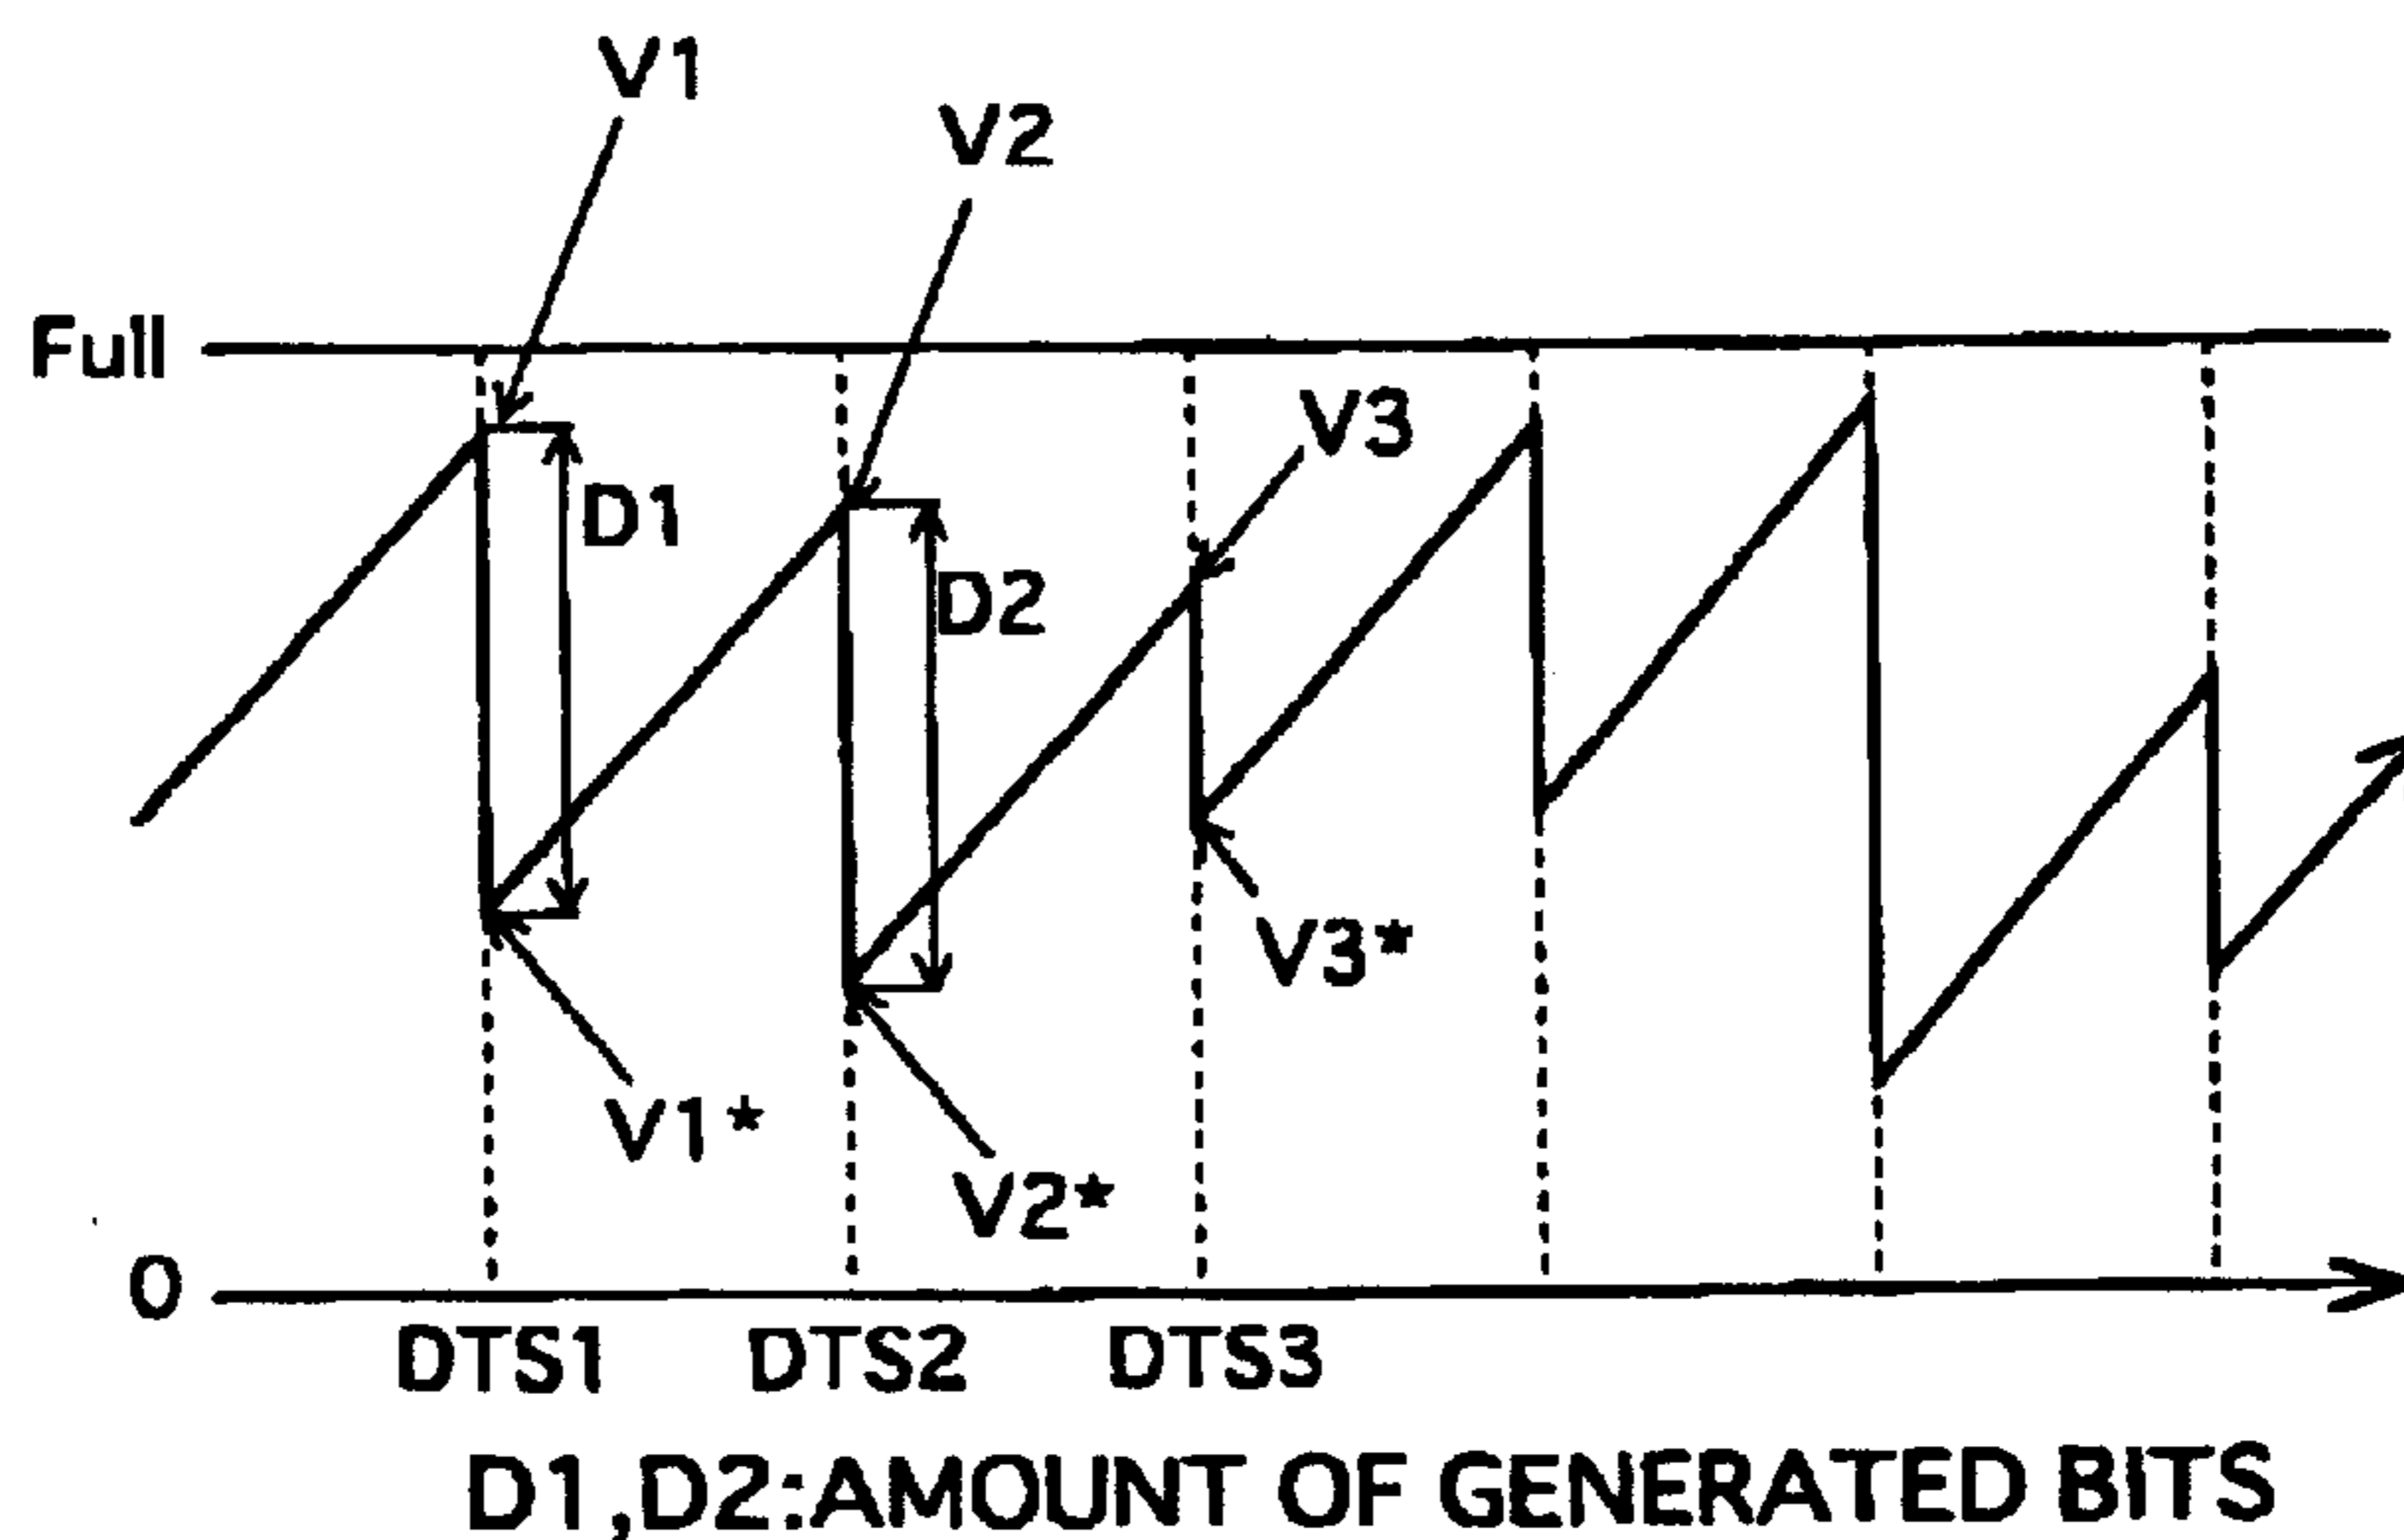 V1
V2
Full
V3
D1
D2
V3*
V1*
V2*
0
DTS1 DTS2 DTS3
D1,D2:AMOUNT OF GENERATED BITS